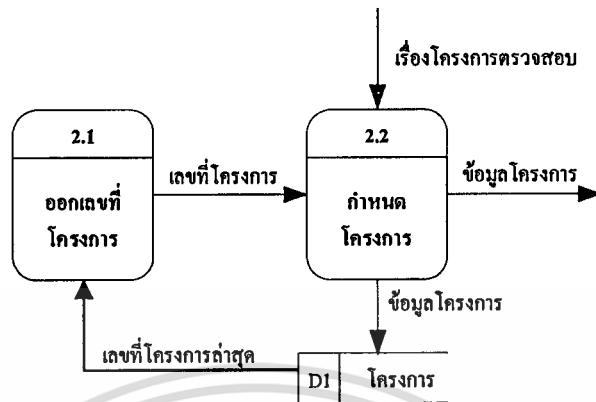 เรื่องโครงการตรวจสอบ
2.1
2.2
เลขที่โครงการ
ข้อมูลโครงการ
ออกเลขที่
โครงการ
กำหนด
โครงการ
ข้อมูลโครงการ
เลขที่โครงการล่าสุด
D1
โครงการ